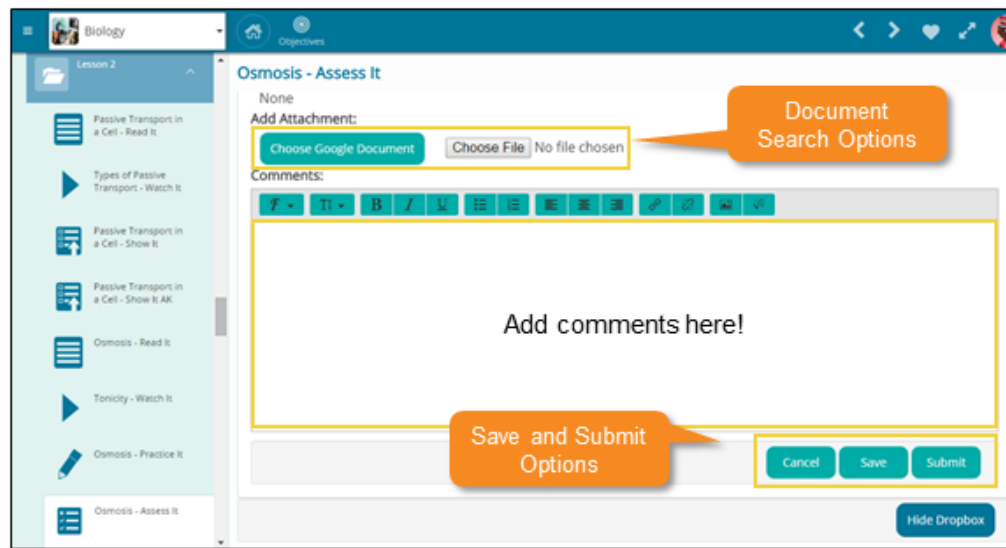 Biology
Objectives
Lesson 2
Passive Transport in
a Cell - Read It
Types of Passive
Transport - Watch It
Passive Transport in
a Cell - Show It
Passive Transport in
a Cell - Show It AK
Osmosis - Read It
Tonicity - Watch It
Osmosis - Practice It
Osmosis - Assess It
Osmosis - Assess It
None
Add Attachment:
Choose Google Document
Choose File No file chosen
Document
Search Options
Comments:
F TI B I U
Add comments here!
Save and Submit
Options
Cancel Save Submit
Hide Dropbox